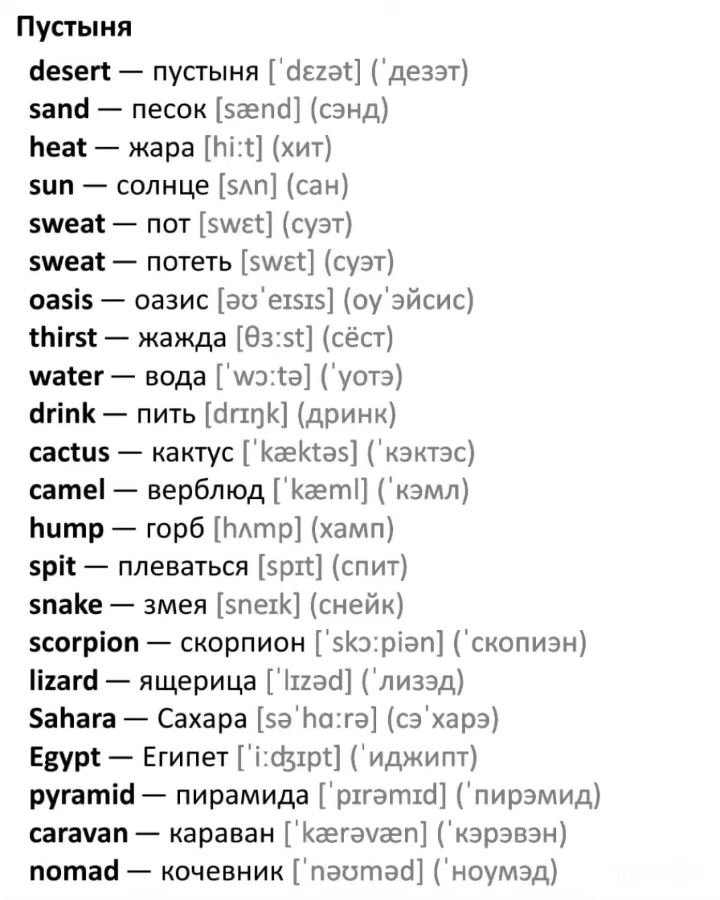 Пустыня
desert — пустыня [ˈdɛzət] (ˈдезэт)
sand — песок [sænd] (сэнд)
heat — жара [hiːt] (хит)
sun — солнце [sʌn] (сан)
sweat — пот [swɛt] (суэт)
sweat — потеть [swɛt] (суэт)
oasis — оазис [əʊˈeɪsɪs] (оуˈэйсис)
thirst — жажда [θɜːst] (сёст)
water — вода [ˈwɔːtə] (ˈуотэ)
drink — пить [drɪŋk] (дринк)
cactus — кактус [ˈkæktəs] (ˈкэктэс)
camel — верблюд [ˈkæml] (ˈкэмл)
hump — горб [hʌmp] (хамп)
spit — плеваться [spɪt] (спит)
snake — змея [sneɪk] (снейк)
scorpion — скорпион [ˈskɔːpiən] (ˈскопиэн)
lizard — ящерица [ˈlɪzəd] (ˈлизэд)
Sahara — Сахара [səˈhɑːrə] (сэˈхарэ)
Egypt — Египет [ˈiːʤɪpt] (ˈиджипт)
pyramid — пирамида [ˈpɪrəmɪd] (ˈпирэмид)
caravan — караван [ˈkærəvæn] (ˈкэрэвэн)
nomad — кочевник [ˈnəʊməd] (ˈноумэд)